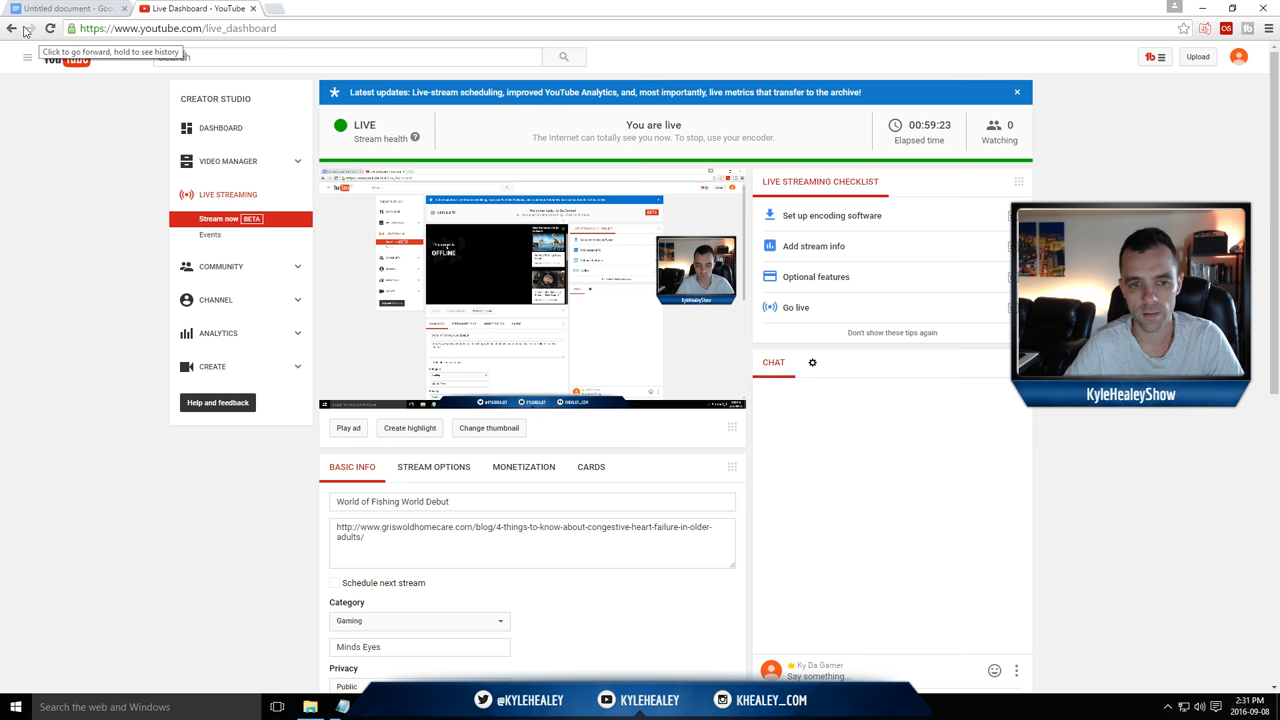 Untitled document - Goo
Live Dashboard - YouTube
https://www.youtube.com/live_dashboard
Click to go forward, hold to see history
Search
Upload
CREATOR STUDIO
DASHBOARD
VIDEO MANAGER
LIVE STREAMING
Stream now BETA
Events
COMMUNITY
CHANNEL
ANALYTICS
CREATE
Help and feedback
Latest updates: Live-stream scheduling, improved YouTube Analytics, and, most importantly, live metrics that transfer to the archive!
LIVE
Stream health
You are live
The Internet can totally see you now. To stop, use your encoder.
00:59:23
Elapsed time
0
Watching
OFFLINE
KyleHealeyShow
Play ad
Create highlight
Change thumbnail
BASIC INFO
STREAM OPTIONS
MONETIZATION
CARDS
World of Fishing World Debut
http://www.griswoldhomecare.com/blog/4-things-to-know-about-congestive-heart-failure-in-older-
adults/
Schedule next stream
Category
Gaming
Minds Eyes
Privacy
Public
LIVE STREAMING CHECKLIST
Set up encoding software
Add stream info
Optional features
Go live
Don't show these tips again
CHAT
KyleHealeyShow
Ky Da Gamer
Say something...
@KYLEHEALEY
KYLEHEALEY
KHEALEY_COM
Search the web and Windows
2:31 PM
2016-09-08